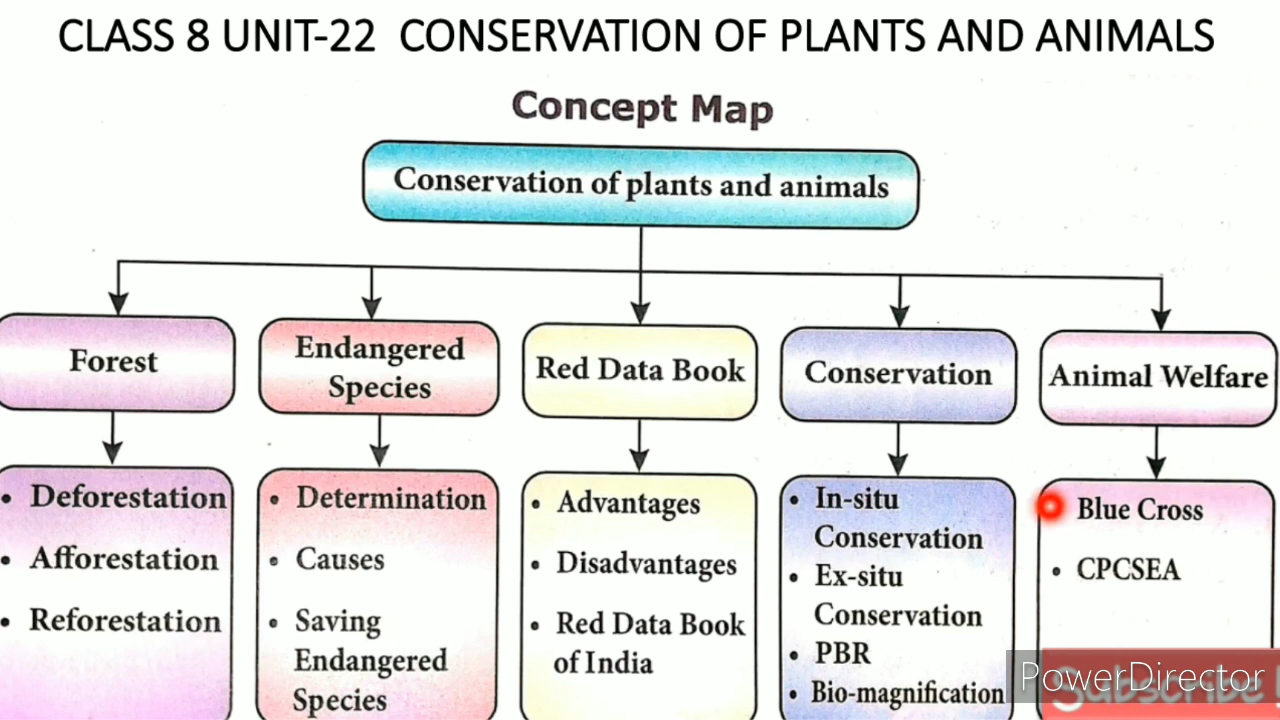 CLASS 8 UNIT-22 CONSERVATION OF PLANTS AND ANIMALS
Concept Map
Conservation of plants and animals
Forest
Endangered
Species
Red Data Book
Conservation
Animal Welfare
• Deforestation
• Afforestation
• Reforestation
• Determination
• Causes
• Saving
Endangered
Species
• Advantages
• Disadvantages
• Red Data Book
of India
• In-situ
Conservation
• Ex-situ
Conservation
• PBR
• Bio-magnification
• Blue Cross
• CPCSEA
PowerDirector
Subscribe